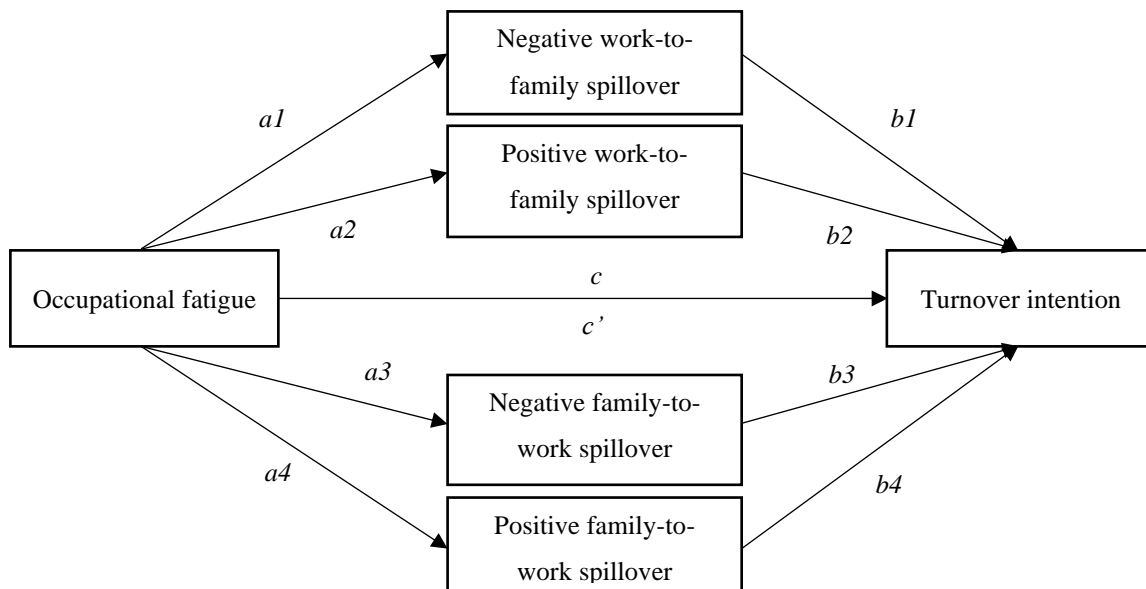 Negative work-to-
family spillover
a1
b1
Positive work-to-
family spillover
a2
b2
Occupational fatigue
c
c’
Turnover intention
a3
b3
Negative family-to-
work spillover
a4
b4
Positive family-to-
work spillover